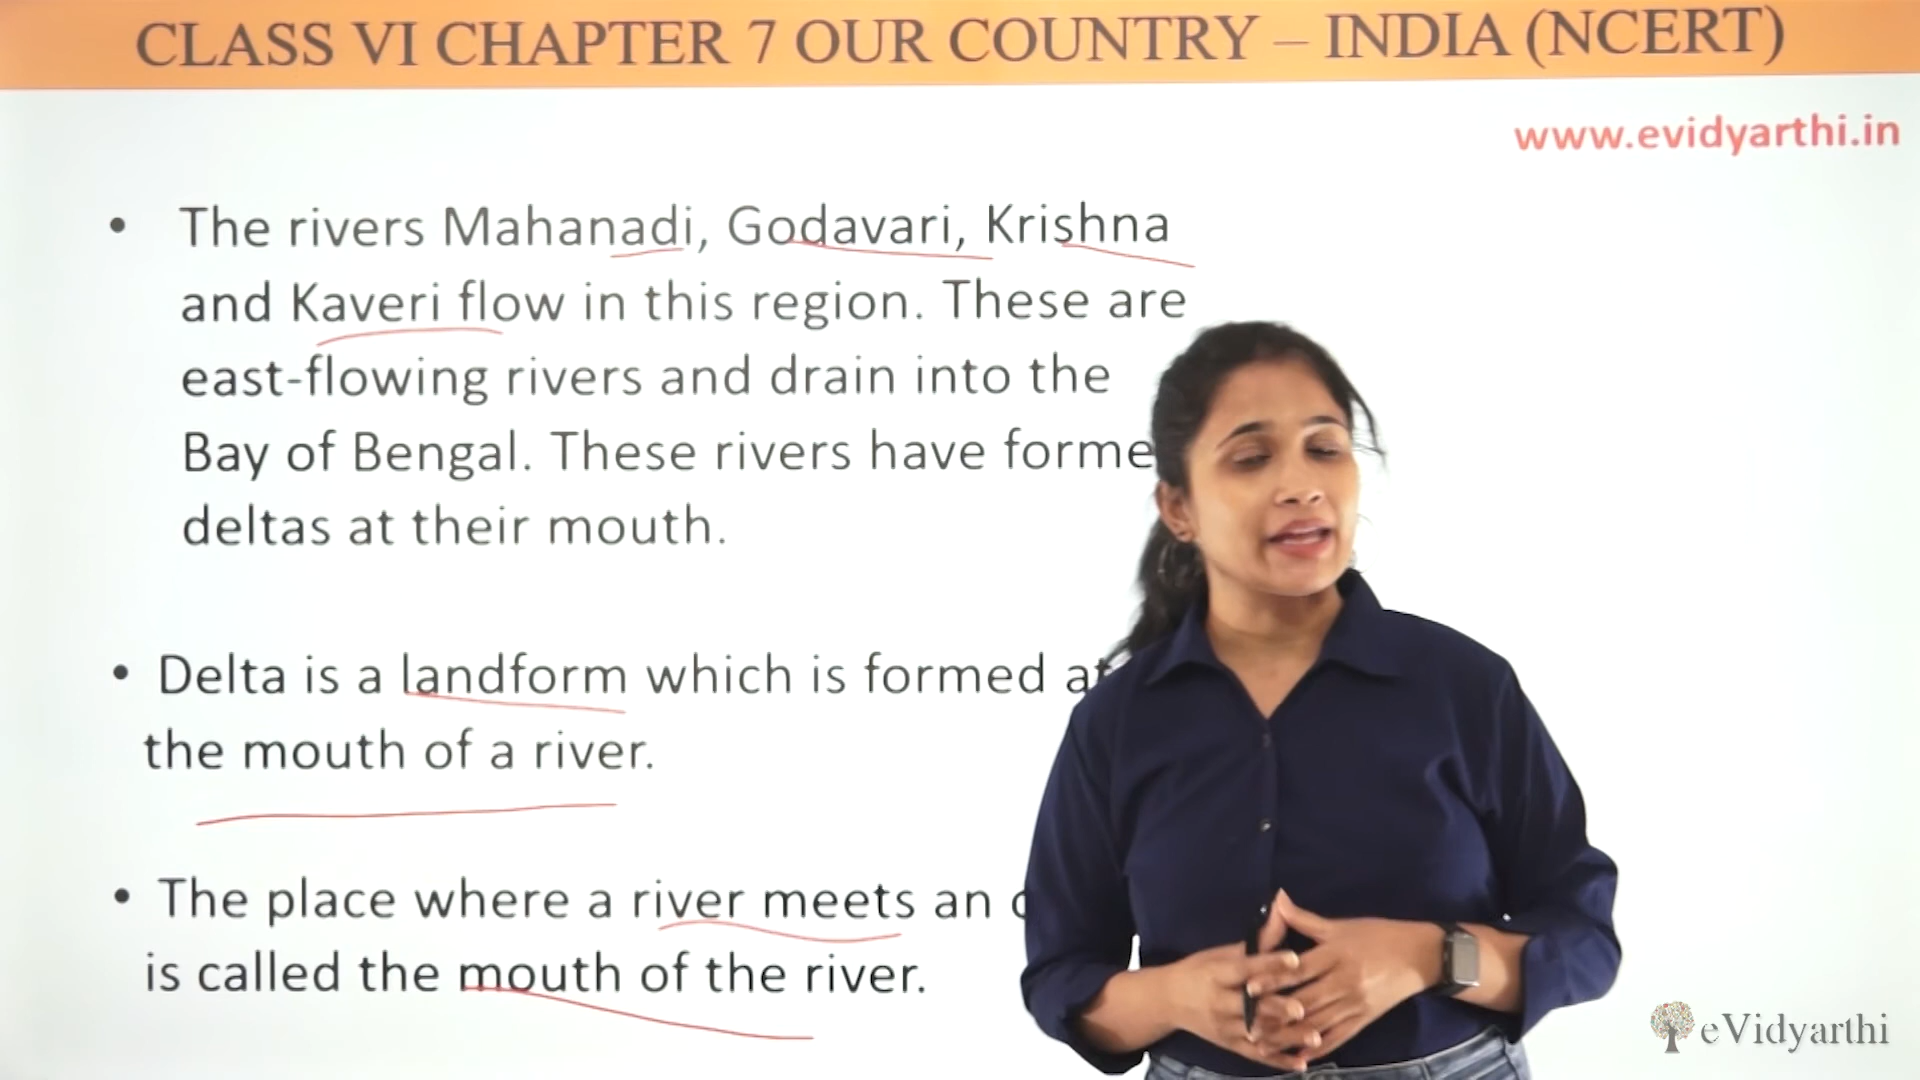 CLASS VI CHAPTER 7 OUR COUNTRY – INDIA (NCERT)
www.evidyarthi.in
• The rivers Mahanadi, Godavari, Krishna
and Kaveri flow in this region. These are
east-flowing rivers and drain into the
Bay of Bengal. These rivers have forme
deltas at their mouth.
• Delta is a landform which is formed at
the mouth of a river.
• The place where a river meets an
is called the mouth of the river.
eVidyarthi